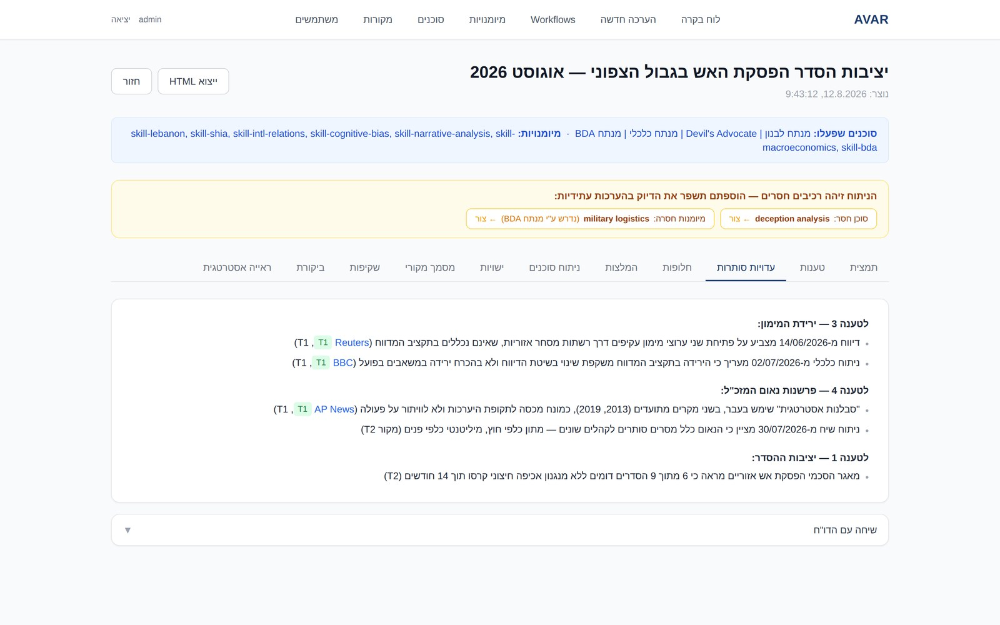 AVAR
לוח בקרה
הערכה חדשה
Workflows
מיומנויות
סוכנים
מקורות
משתמשים
admin
יציאה
יציבות הסדר הפסקת האש בגבול הצפוני — אוגוסט 2026
נוצר: 12.8.2026, 9:43:12
ייצוא HTML
חזור
סוכנים שפעלו: מנתח לבנון | Devil's Advocate | מנתח כלכלי | מנתח BDA · מיומנויות: skill-lebanon, skill-shia, skill-intl-relations, skill-cognitive-bias, skill-narrative-analysis, skill-
macroeconomics, skill-bda
הניתוח זיהה רכיבים חסרים — הוספתם תשפר את הדיוק בהערכות עתידיות:
סוכן חסר: deception analysis ← צור
מיומנות חסרה: military logistics (נדרש ע"י מנתח BDA) ← צור
תמצית
טענות
עדויות סותרות
חלופות
המלצות
ניתוח סוכנים
ישויות
מסמך מקורי
שקיפות
ביקורת
ראייה אסטרטגית
לטענה 3 — ירידת המימון:
• דיווח מ-14/06/2026 מצביע על פתיחת שני ערוצי מימון עקיפים דרך רשתות מסחר אזוריות, שאינם נכללים בתקציב המדווח (Reuters T1, T1)
• ניתוח כלכלי מ-02/07/2026 מעריך כי הירידה בתקציב המדווח משקפת שינוי בשיטת הדיווח ולא בהכרח ירידה במשאבים בפועל (BBC T1, T1)
לטענה 4 — פרשנות נאום המזכ"ל:
• "סבלנות אסטרטגית" שימש בעבר, בשני מקרים מתועדים (2013, 2019), כמונח מכסה לתקופת היערכות ולא לוויתור על פעולה (AP News T1, T1)
• ניתוח שיח מ-30/07/2026 מציין כי הנאום כלל מסרים סותרים לקהלים שונים — מתון כלפי חוץ, מיליטנטי כלפי פנים (מקור T2)
לטענה 1 — יציבות ההסדר:
• מאגר הסכמי הפסקת אש אזוריים מראה כי 6 מתוך 9 הסדרים דומים ללא מנגנון אכיפה חיצוני קרסו תוך 14 חודשים (T2)
שיחה עם הדו"ח
▼